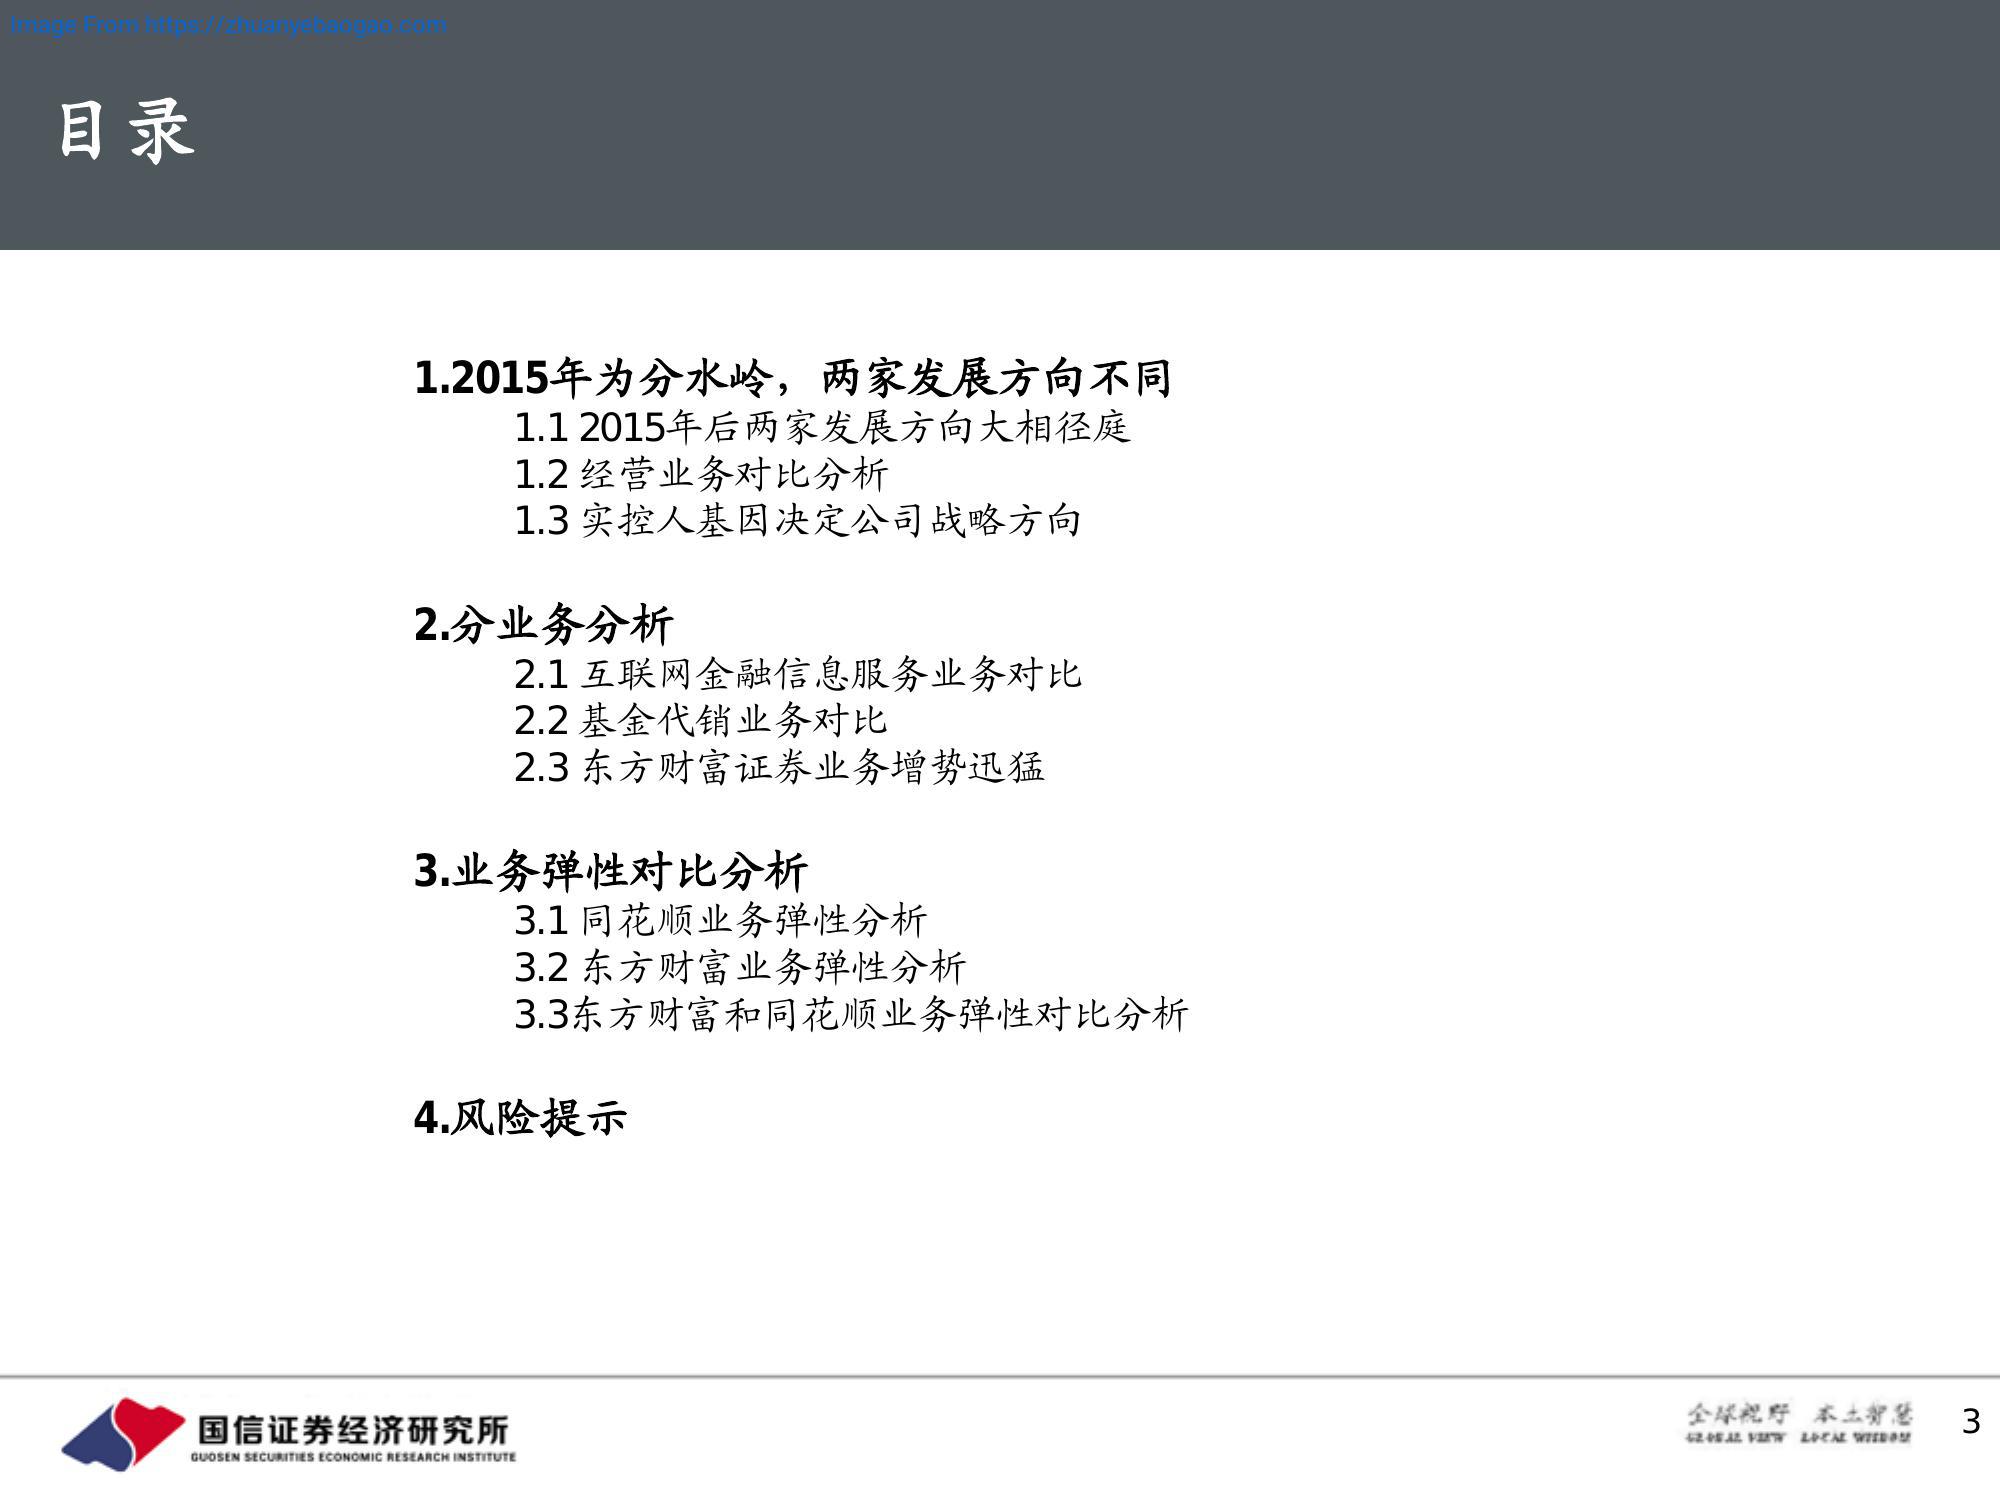 Image From https://zhuanyebaogao.com
目录
1.2015年为分水岭，两家发展方向不同
1.1 2015年后两家发展方向大相径庭
1.2 经营业务对比分析
1.3 实控人基因决定公司战略方向
2.分业务分析
2.1 互联网金融信息服务业务对比
2.2 基金代销业务对比
2.3 东方财富证券业务增势迅猛
3.业务弹性对比分析
3.1 同花顺业务弹性分析
3.2 东方财富业务弹性分析
3.3东方财富和同花顺业务弹性对比分析
4.风险提示
国信证券经济研究所
GUOSEN SECURITIES ECONOMIC RESEARCH INSTITUTE
全球视野 本土智慧
GLOBAL VIEW LOCAL WISDOM
3